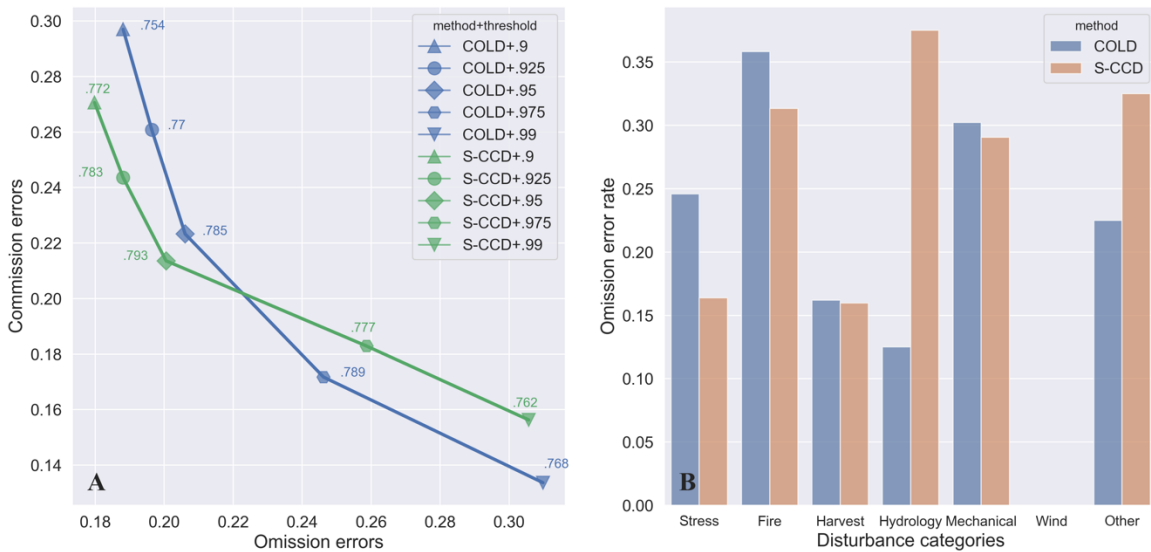 0.30
0.28
0.26
0.24
0.22
0.20
0.18
0.16
0.14
Commission errors
.754
.772
.77
.783
.785
.793
.777
.789
.762
.768
method+threshold
COLD+.9
COLD+.925
COLD+.95
COLD+.975
COLD+.99
S-CCD+.9
S-CCD+.925
S-CCD+.95
S-CCD+.975
S-CCD+.99
A
0.18 0.20 0.22 0.24 0.26 0.28 0.30
Omission errors
0.35
0.30
0.25
0.20
0.15
0.10
0.05
0.00
Omission error rate
method
COLD
S-CCD
B
Stress Fire Harvest Hydrology Mechanical Wind Other
Disturbance categories